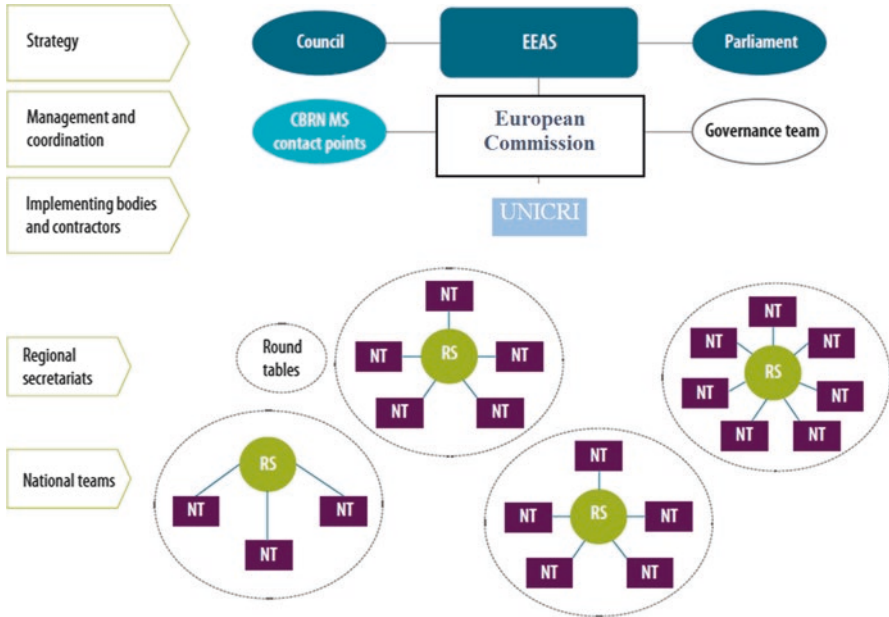 Strategy
Council
EEAS
Parliament
Management and
coordination
CBRN MS
contact points
European
Commission
Governance team
Implementing bodies
and contractors
UNICRI
Regional
secretariats
Round
tables
NT
NT
RS
NT
NT
NT
NT
NT
NT
NT
RS
NT
NT
NT
NT
National teams
RS
NT
NT
NT
NT
NT
RS
NT
NT
NT